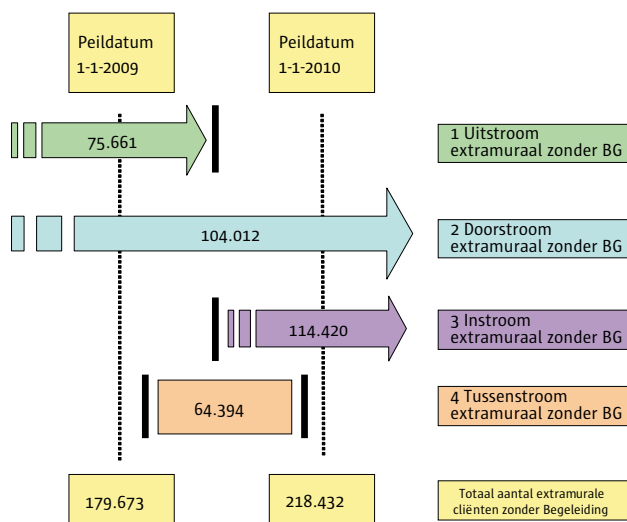 Peildatum
1-1-2009
Peildatum
1-1-2010
75.661
1 Uitstroom
extramuraal zonder BG
104.012
2 Doorstroom
extramuraal zonder BG
114.420
3 Instroom
extramuraal zonder BG
64.394
4 Tussenstroom
extramuraal zonder BG
179.673
218.432
Totaal aantal extramurale
cliënten zonder Begeleiding